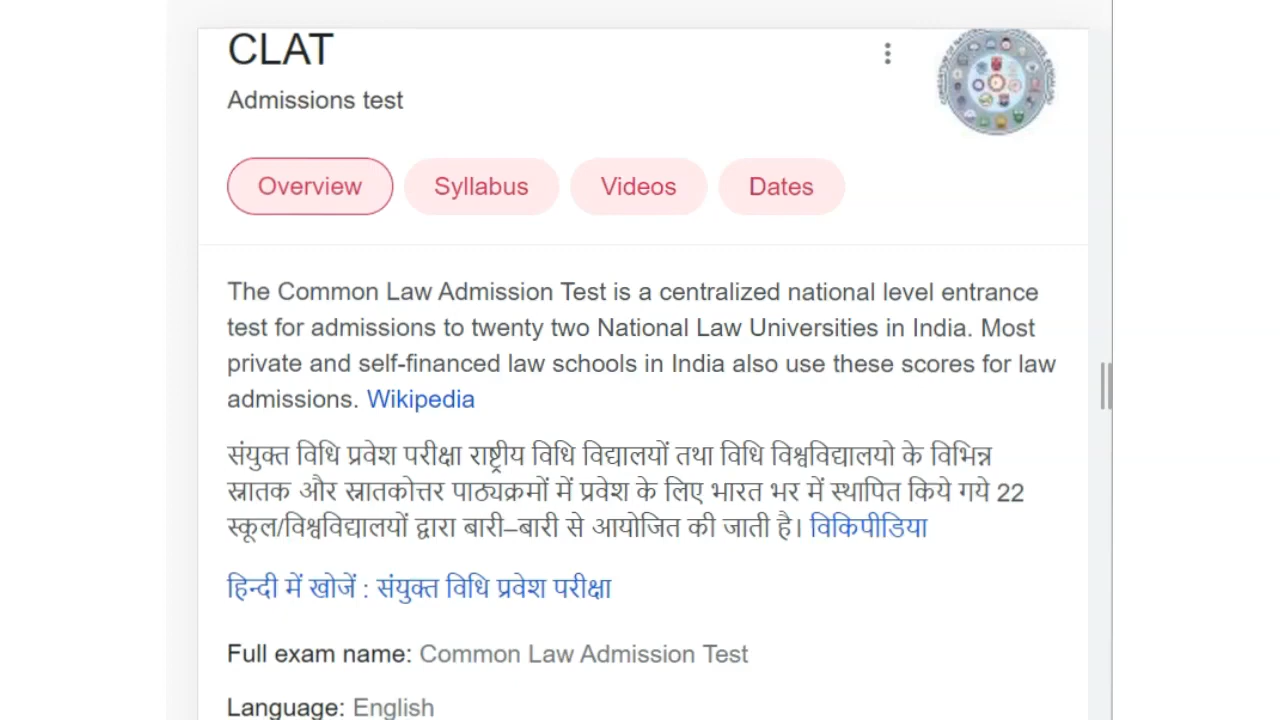 CLAT
Admissions test
Overview Syllabus Videos Dates
The Common Law Admission Test is a centralized national level entrance
test for admissions to twenty two National Law Universities in India. Most
private and self-financed law schools in India also use these scores for law
admissions. Wikipedia
संयुक्त विधि प्रवेश परीक्षा राष्ट्रीय विधि विद्यालयों तथा विधि विश्वविद्यालयो के विभिन्न
स्नातक और स्नातकोत्तर पाठ्यक्रमों में प्रवेश के लिए भारत भर में स्थापित किये गये 22
स्कूल/विश्वविद्यालयों द्वारा बारी–बारी से आयोजित की जाती है। विकिपीडिया
हिन्दी में खोजें : संयुक्त विधि प्रवेश परीक्षा
Full exam name: Common Law Admission Test
Language: English